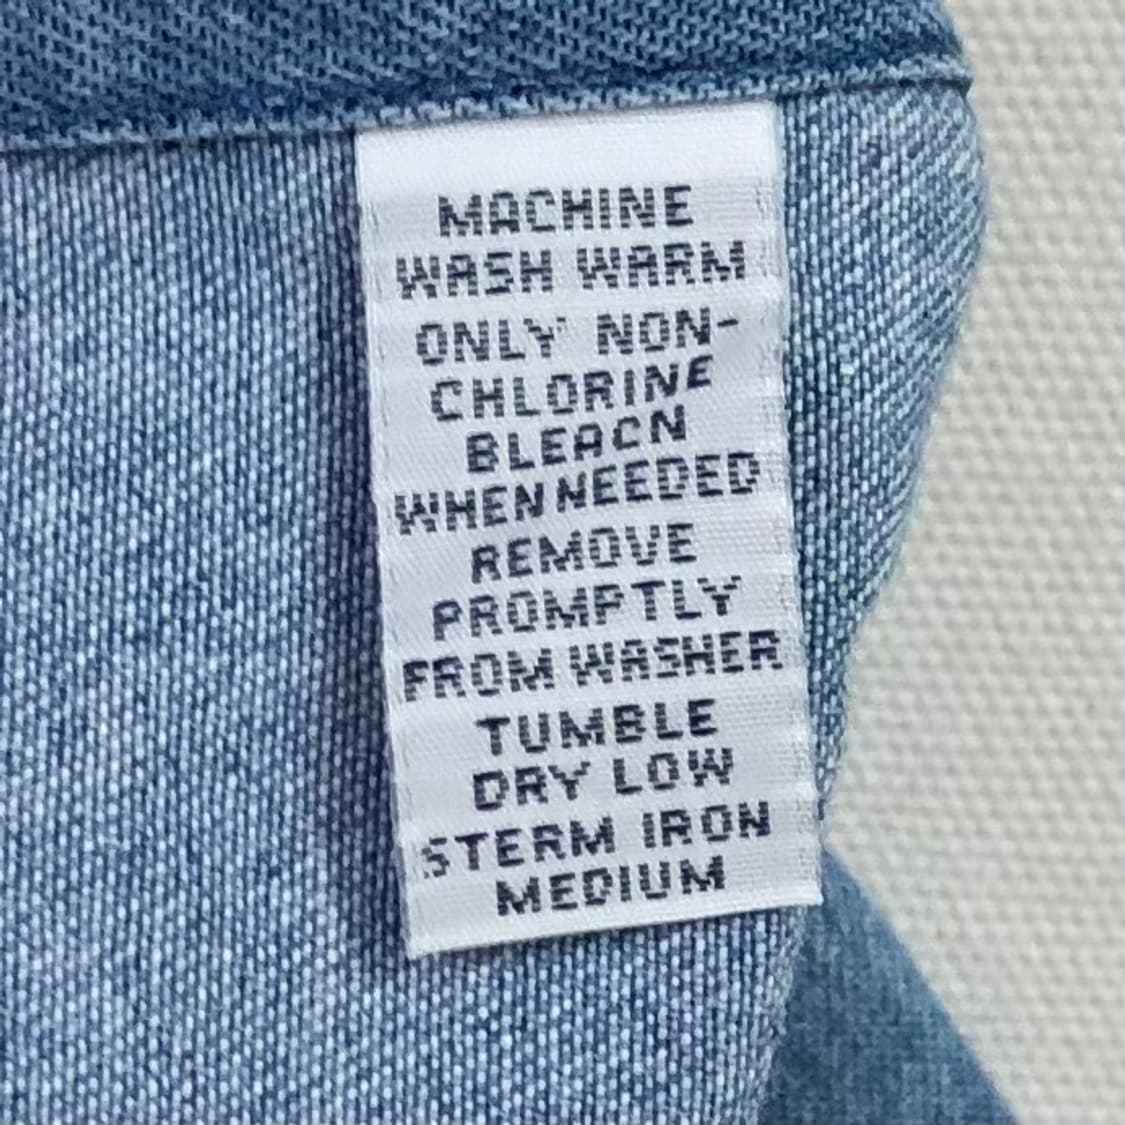 MACHINE
WASH WARM
ONLY NON-
CHLORINE
BLEACN
WHEN NEEDED
REMOVE
PROMPTLY
FROM WASHER
TUMBLE
DRY LOW
STERM IRON
MEDIUM